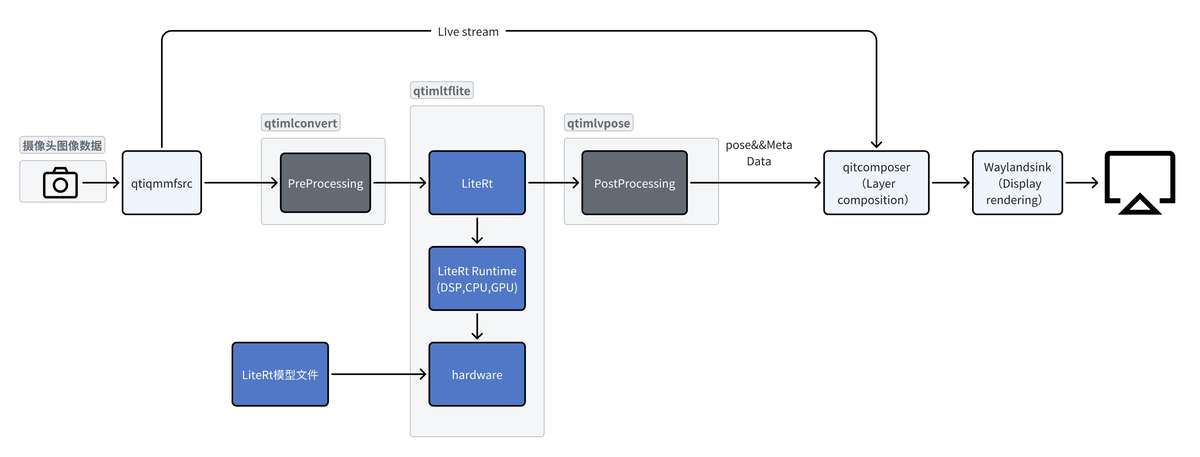 LIve stream
qtimltflite
qtimlconvert
qtimlvpose
摄像头图像数据
pose&&Meta
Data
qtiqmmfsrc
PreProcessing
LiteRt
PostProcessing
qitcomposer
（Layer
composition）
Waylandsink
（Display
rendering）
LiteRt Runtime
(DSP,CPU,GPU)
LiteRt模型文件
hardware